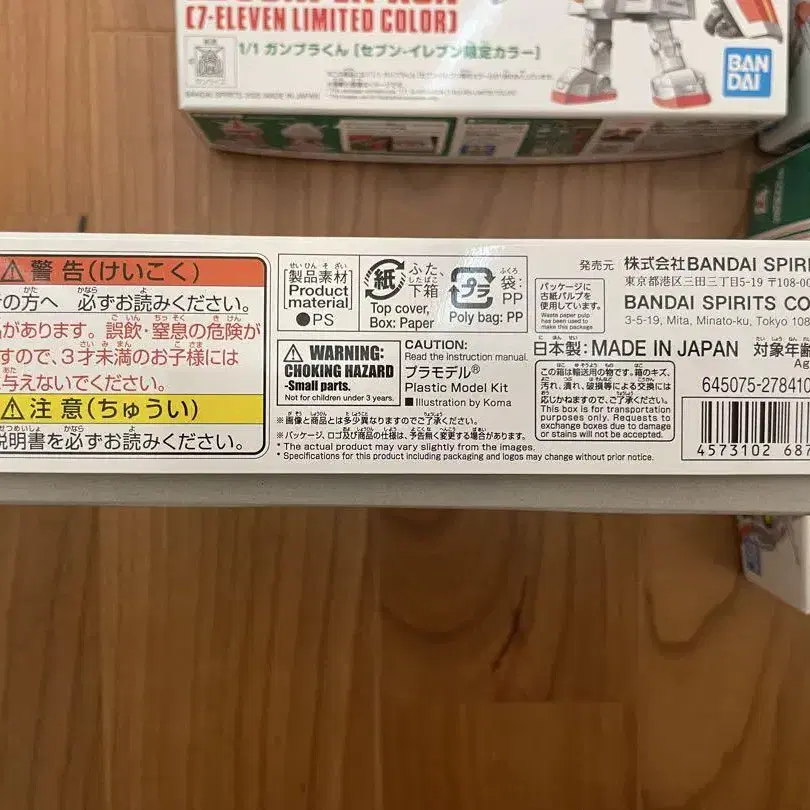 [7-ELEVEN LIMITED COLOR]
1/1 ガンプラくん [セブン-イレブン限定カラー]
BAN
DAI
警告(けいこく)
の方へ 必ずお読みください。
があります。誤飲・窒息の危険が
すので、3才未満のお子様には
与えないでください。
注意(ちゅうい)
説明書を必ずお読みください。
[製品素材]
Product
material
●PS
紙
ふた、
下箱
Top cover,
Box: Paper
プラ
袋:
PP
Poly bag: PP
パッケージに
古紙パルプを
使用しています。
Waste paper pulp
has been used to
make this package
発売元 株式会社BANDAI SPIRI
東京都港区三田三丁目5-19 〒108-00
BANDAI SPIRITS CO
3-5-19, Mita, Minato-ku, Tokyo 108
WARNING:
CHOKING HAZARD
-Small parts.
Not for children under 3 years.
CAUTION:
Read the instruction manual.
プラモデル®
Plastic Model Kit
■Illustration by Koma
※画像と商品とは多少異なりますのでご了承ください。
※パッケージ、ロゴ及び商品の仕様は、予告無く変更する場合があります。
* The actual product may vary slightly from the images.
* Specifications for this product including packaging and logos may change without prior notice.
日本製: MADE IN JAPAN
対象年齢
Ag
この箱は輸送用の物です。箱のキズ、
汚れ、潰れ、破損等による交換には
応じかねますので、ご了承ください。
This box is for transportation
purposes only. Requests to
exchange boxes due to damage
or stains will not be accepted.
645075-278410
4573102 687